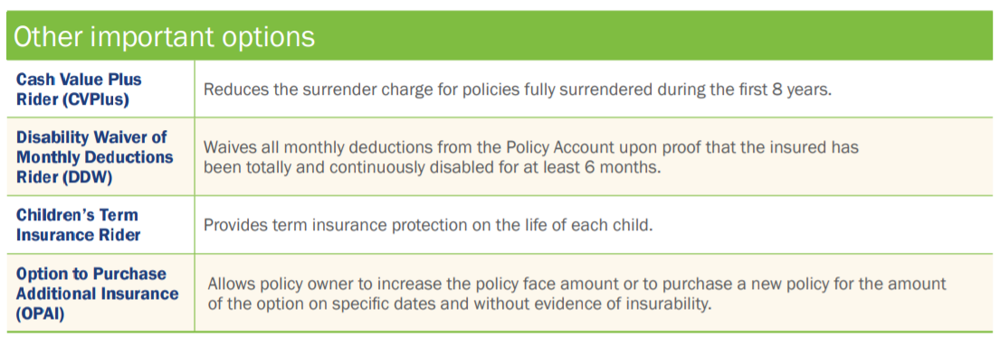 Other important options
Cash Value Plus
Rider (CVPlus)
Reduces the surrender charge for policies fully surrendered during the first 8 years.
Disability Waiver of
Monthly Deductions
Rider (DDW)
Waives all monthly deductions from the Policy Account upon proof that the insured has
been totally and continuously disabled for at least 6 months.
Children’s Term
Insurance Rider
Provides term insurance protection on the life of each child.
Option to Purchase
Additional Insurance
(OPAI)
Allows policy owner to increase the policy face amount or to purchase a new policy for the amount
of the option on specific dates and without evidence of insurability.